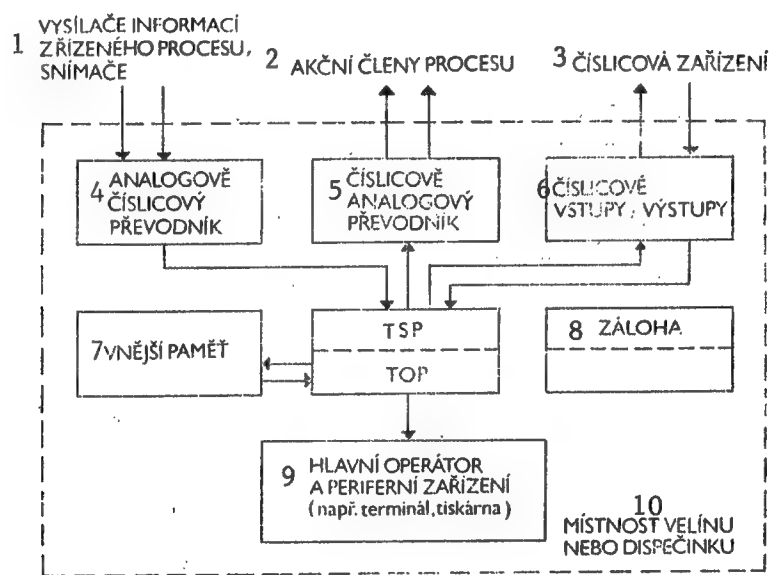 1 VYSÍLAČE INFORMACÍ
Z ŘÍZENÉHO PROCESU,
SNÍMAČE
2 AKČNÍ ČLENY PROCESU
3 ČÍSLICOVÁ ZAŘÍZENÍ
4 ANALOGOVĚ
ČÍSLICOVÝ
PŘEVODNÍK
5 ČÍSLICOVĚ
ANALOGOVÝ
PŘEVODNÍK
6 ČÍSLICOVÉ
VSTUPY, VÝSTUPY
7 VNĚJŠÍ PAMĚŤ
TSP
TOP
8 ZÁLOHA
9 HLAVNÍ OPERÁTOR
A PERIFERNÍ ZAŘÍZENÍ
(např. terminál, tiskárna)
10
MÍSTNOST VELÍNU
NEBO DISPEČINKU